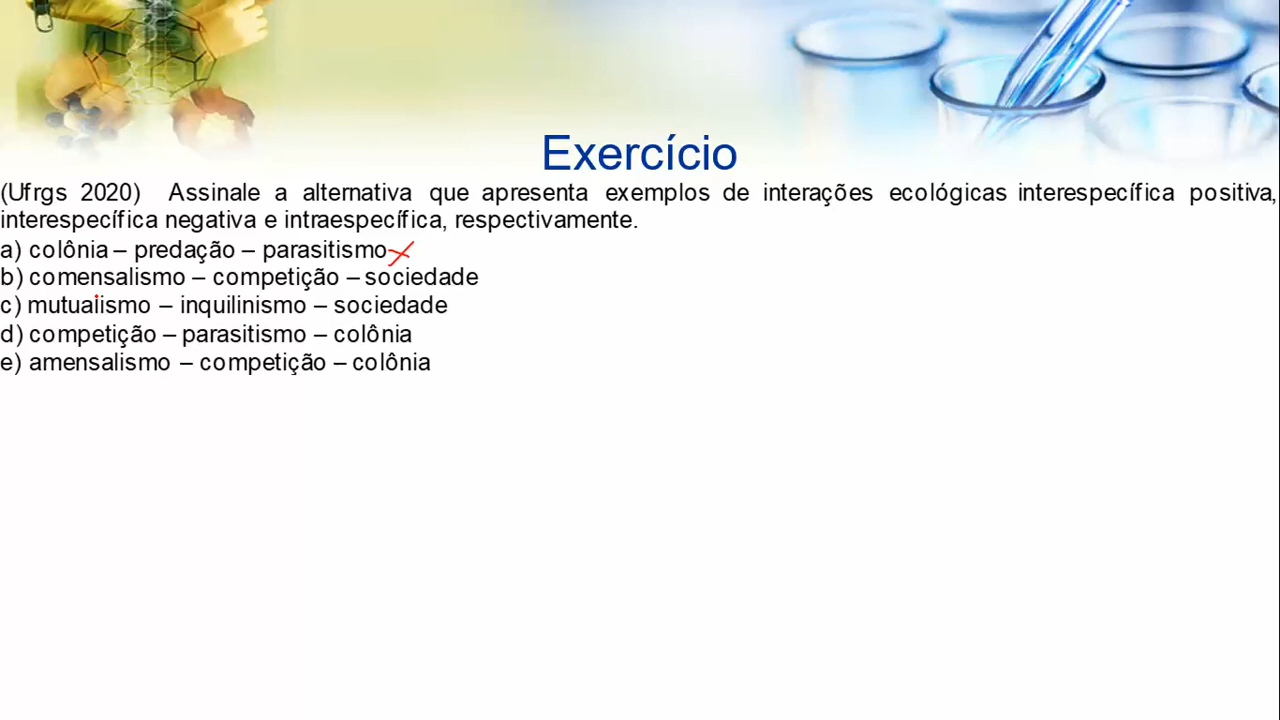 Exercício
(Ufrgs 2020) Assinale a alternativa que apresenta exemplos de interações ecológicas interespecífica positiva,
interespecífica negativa e intraespecífica, respectivamente.
a) colônia – predação – parasitismo
b) comensalismo – competição – sociedade
c) mutualismo – inquilinismo – sociedade
d) competição – parasitismo – colônia
e) amensalismo – competição – colônia